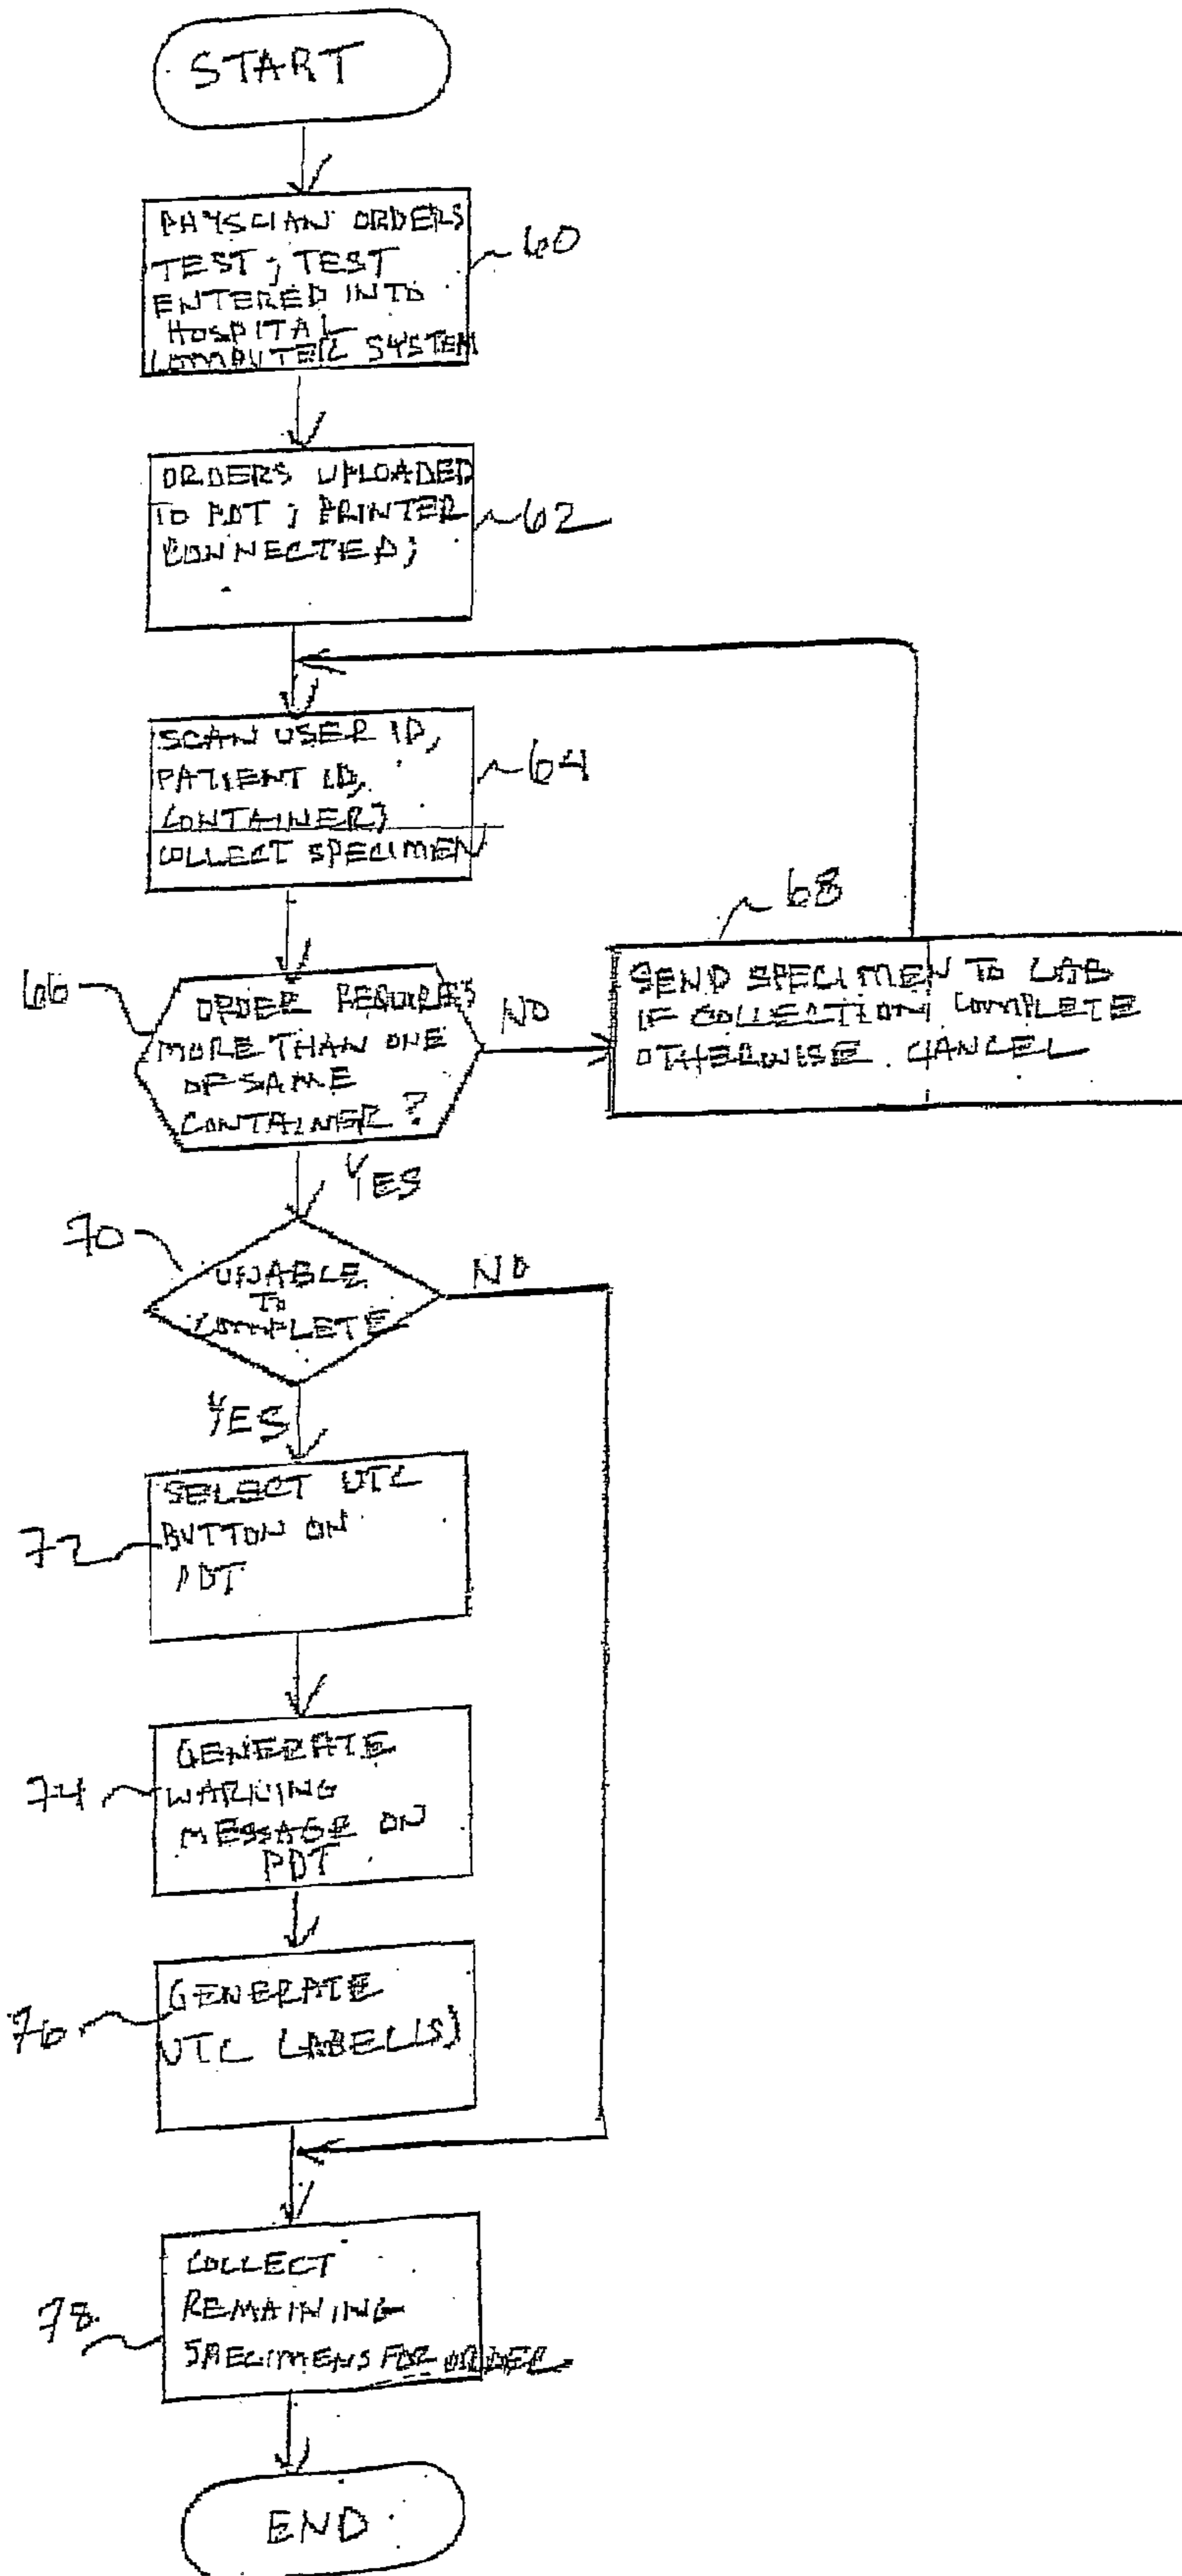 START
PHYSCIAN ORDERS
TEST; TEST
ENTERED INTO
HOSPITAL
COMPUTER SYSTEM
60
ORDERS UPLOADED
TO PDT; PRINTER
CONNECTED;
62
SCAN USER ID,
PATIENT ID,
CONTAINER;
COLLECT SPECIMEN
64
66
ORDER REQUIRES
MORE THAN ONE
OF SAME
CONTAINER?
NO
68
SEND SPECIMEN TO LAB
IF COLLECTION COMPLETE
OTHERWISE CANCEL
YES
70
UNABLE
TO
COMPLETE
NO
YES
72
SELECT UTC
BUTTON ON
PDT
74
GENERATE
WARNING
MESSAGE ON
PDT
76
GENERATE
UTC LABEL(S)
78
COLLECT
REMAINING
SPECIMENS FOR ORDER
END